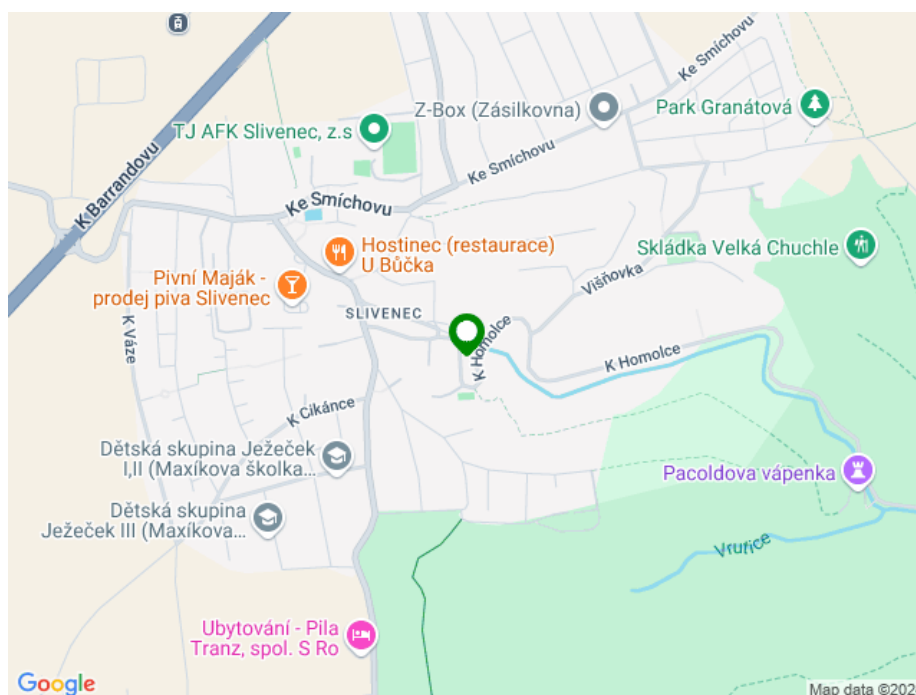 Ke Smíchovu
Z-Box (Zásilkovna)
Park Granátová
TJ AFK Slivenec, z.s
Ke Smíchovu
K Barrandovu
Ke Smíchovu
Hostinec (restaurace)
U Bůčka
Skládka Velká Chuchle
Pivní Maják -
prodej piva Slivenec
Višňovka
SLIVENEC
K Váze
K Homolce
K Homolce
K Cikánce
Dětská skupina Ježeček
I,II (Maxíkova školka...
Pacoldova vápenka
Dětská skupina
Ježeček III (Maxíkova...
Vrutice
Ubytování - Pila
Tranz, spol. S Ro
Google
Map data ©202